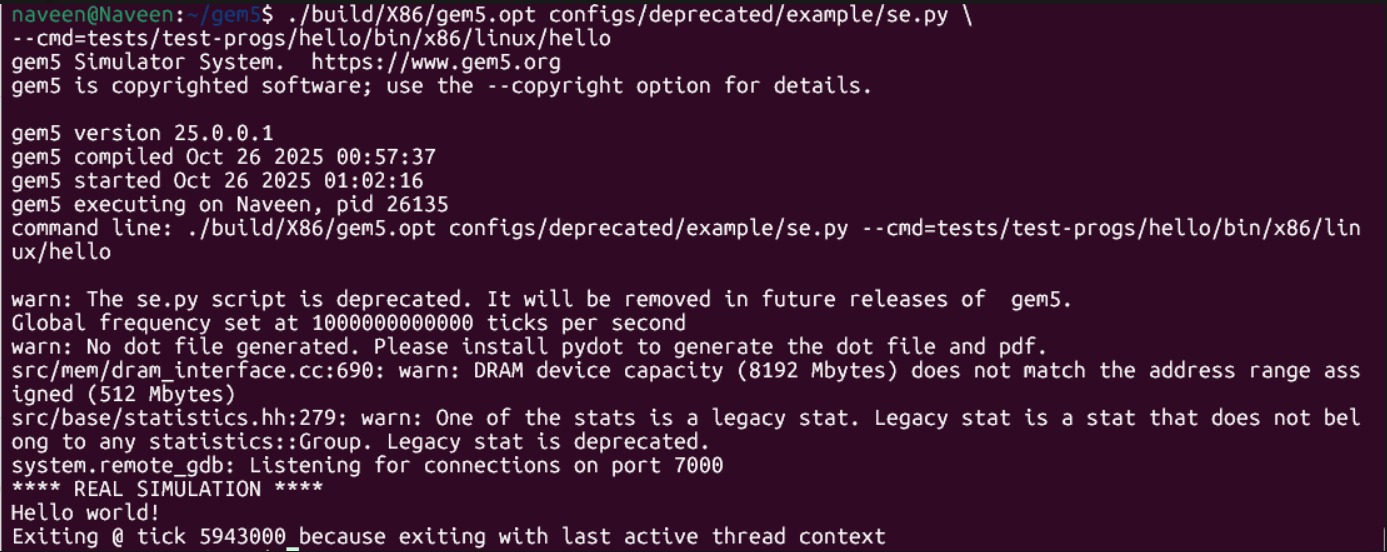 naveen@Naveen:~/gem5$ ./build/X86/gem5.opt configs/deprecated/example/se.py \
--cmd=tests/test-progs/hello/bin/x86/linux/hello
gem5 Simulator System.  https://www.gem5.org
gem5 is copyrighted software; use the --copyright option for details.

gem5 version 25.0.0.1
gem5 compiled Oct 26 2025 00:57:37
gem5 started Oct 26 2025 01:02:16
gem5 executing on Naveen, pid 26135
command line: ./build/X86/gem5.opt configs/deprecated/example/se.py --cmd=tests/test-progs/hello/bin/x86/lin
ux/hello

warn: The se.py script is deprecated. It will be removed in future releases of  gem5.
Global frequency set at 1000000000000 ticks per second
warn: No dot file generated. Please install pydot to generate the dot file and pdf.
src/mem/dram_interface.cc:690: warn: DRAM device capacity (8192 Mbytes) does not match the address range ass
igned (512 Mbytes)
src/base/statistics.hh:279: warn: One of the stats is a legacy stat. Legacy stat is a stat that does not bel
ong to any statistics::Group. Legacy stat is deprecated.
system.remote_gdb: Listening for connections on port 7000
**** REAL SIMULATION ****
Hello world!
Exiting @ tick 5943000 because exiting with last active thread context